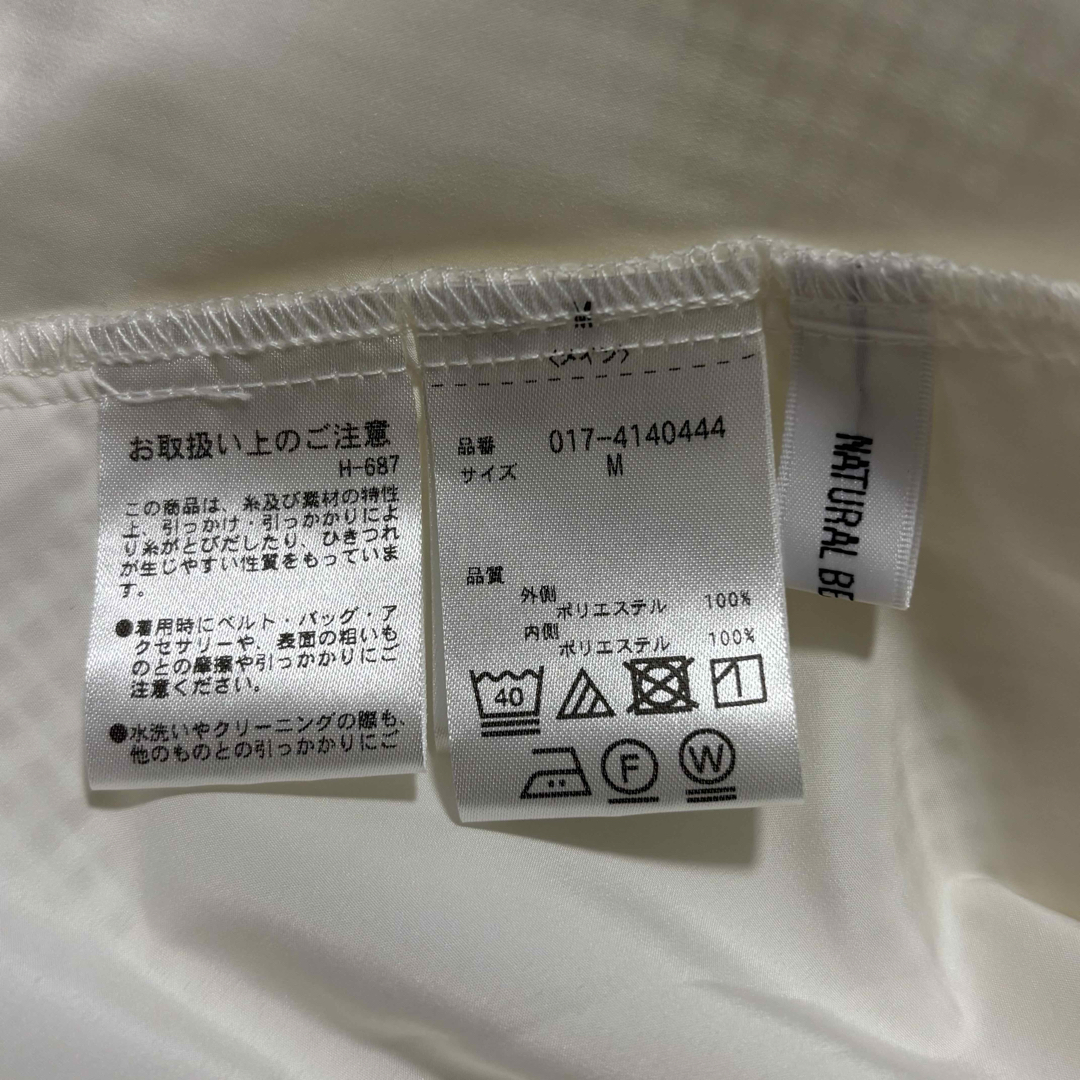 お取扱い上のご注意
H-687
この商品は、糸及び素材の特性
上、引っかけ・引っかかりによ
り糸がとびだしたり、ひきつれ
が生じやすい性質をもっていま
す。
●着用時にベルト・バッグ・ア
クセサリーや、表面の粗いも
のとの摩擦や引っかかりにご
注意ください。
●水洗いやクリーニングの際も、
他のものとの引っかかりにご
M
品番 017-4140444
サイズ M
品質
外側
ポリエステル 100%
内側
ポリエステル 100%
40
F
W
NATURAL BE